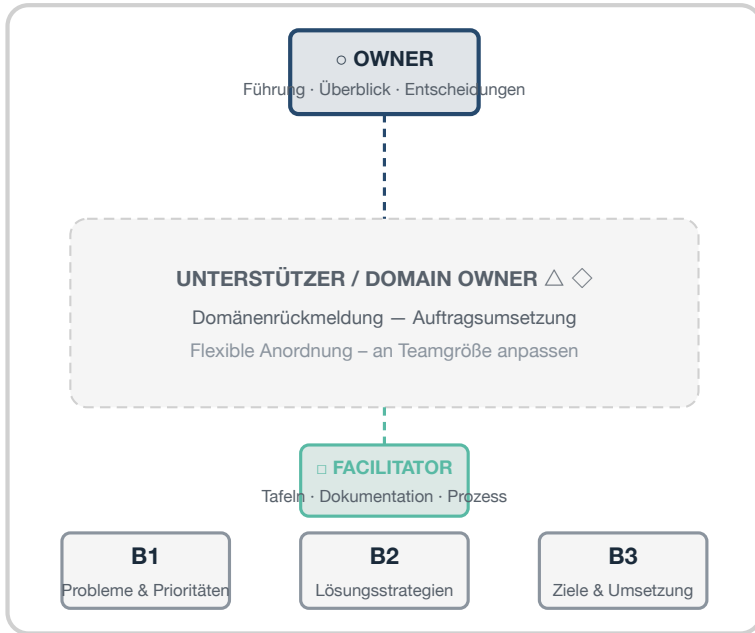 ○ OWNER
Führung · Überblick · Entscheidungen
UNTERSTÜTZER / DOMAIN OWNER △ ◇
Domänenrückmeldung — Auftragsumsetzung
Flexible Anordnung – an Teamgröße anpassen
□ FACILITATOR
Tafeln · Dokumentation · Prozess
B1
Probleme & Prioritäten
B2
Lösungsstrategien
B3
Ziele & Umsetzung